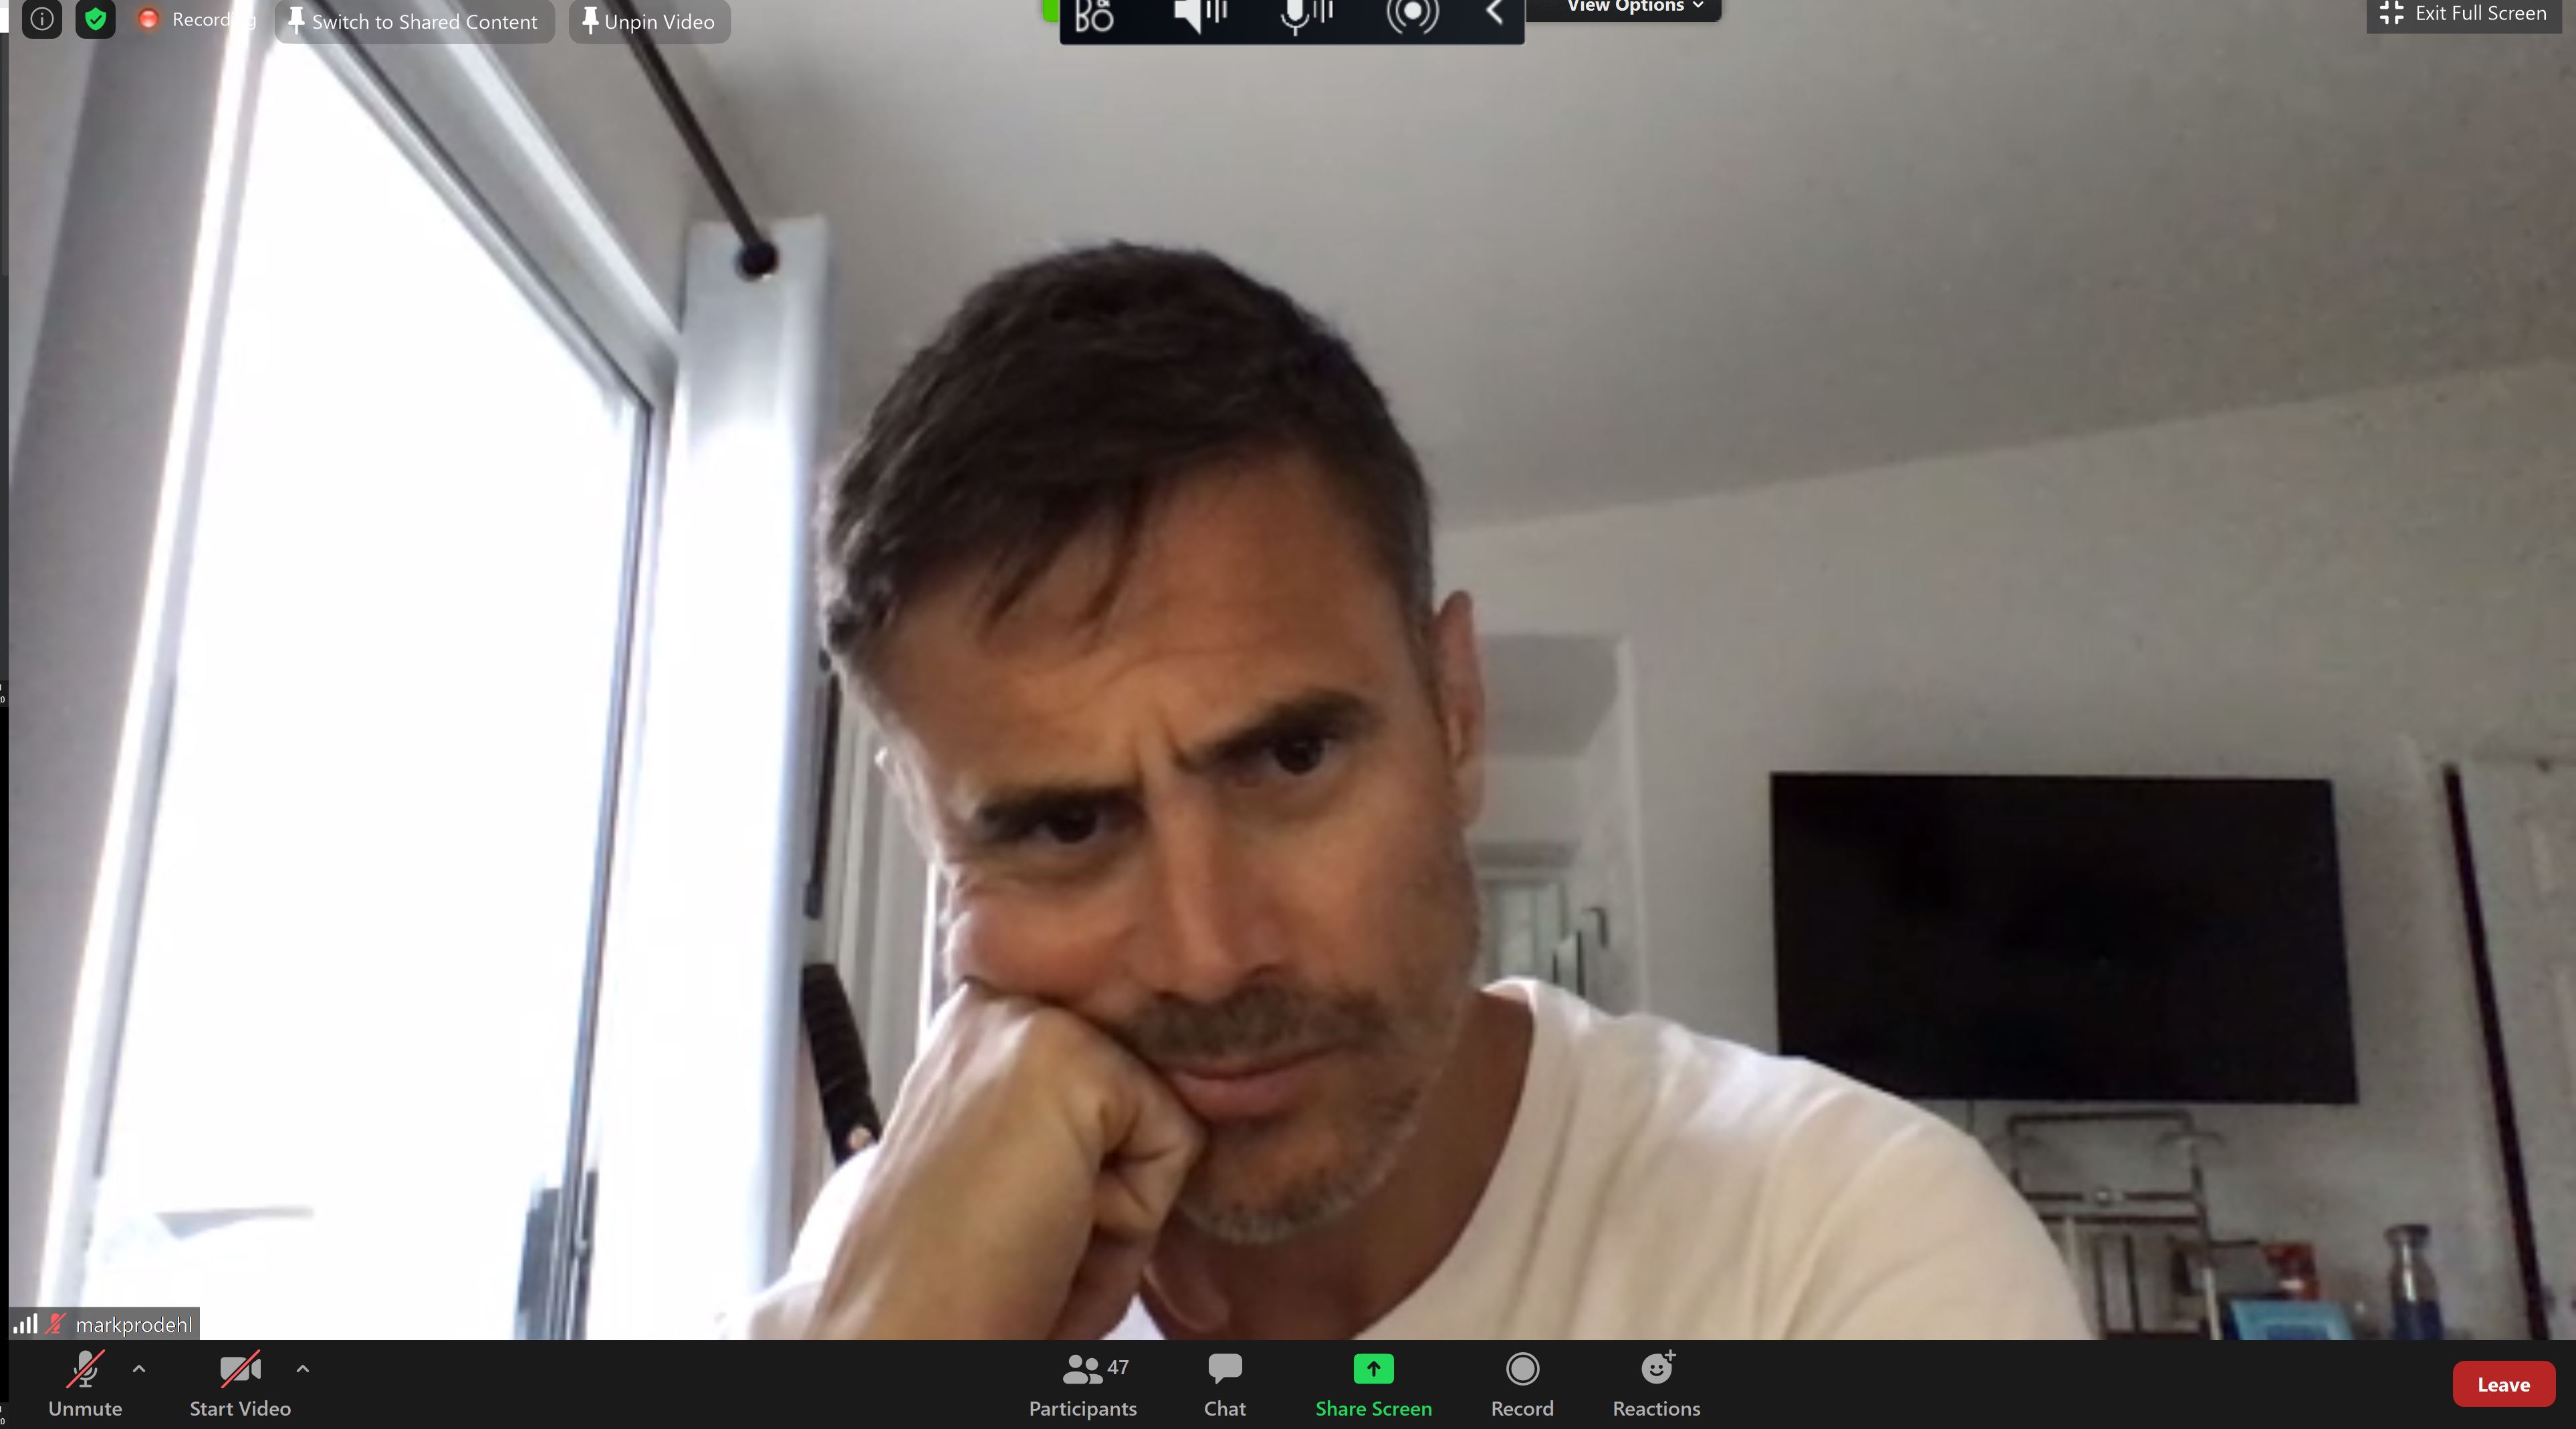 Recording
Switch to Shared Content
Unpin Video
View Options
Exit Full Screen
markprodehl
Unmute
Start Video
47
Participants
Chat
Share Screen
Record
Reactions
Leave